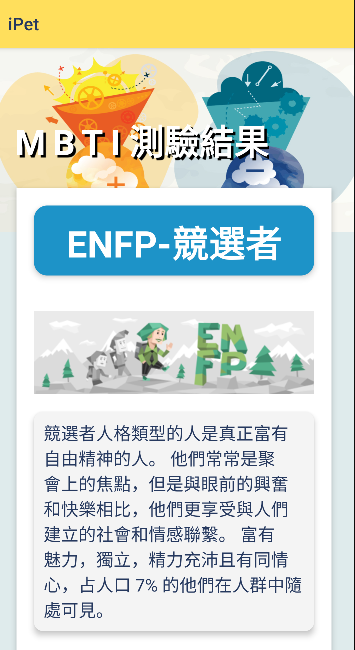 iPet
MBTI測驗結果
ENFP-競選者
EN
FP
競選者人格類型的人是真正富有
自由精神的人。 他們常常是聚
會上的焦點，但是與眼前的興奮
和快樂相比，他們更享受與人們
建立的社會和情感聯繫。 富有
魅力，獨立，精力充沛且有同情
心，占人口 7% 的他們在人群中隨
處可見。